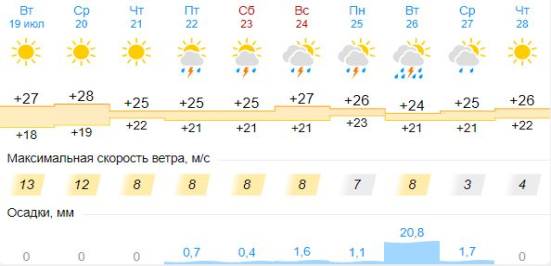 Вт Ср Чт Пт Сб Вс Пн Вт Ср Чт
19 июл 20 21 22 23 24 25 26 27 28
+27 +28 +25 +25 +25 +27 +26 +24 +25 +26
+18 +19 +22 +21 +21 +21 +23 +21 +21 +22
Максимальная скорость ветра, м/с
13 12 8 8 8 8 7 8 3 4
Осадки, мм
0 0 0 0,7 0,4 1,6 1,1 20,8 1,7 0